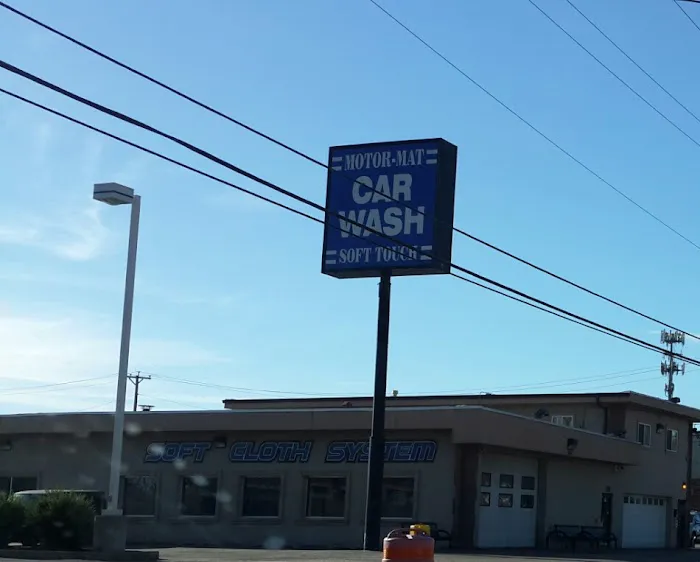 MOTOR-MAT
CAR
WASH
SOFT TOUCH
SOFT CLOTH SYSTEM